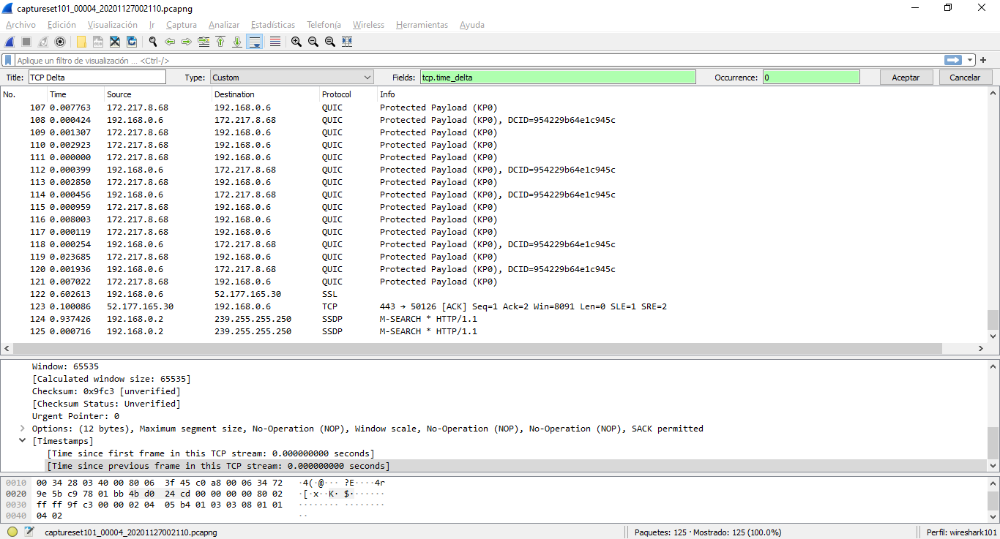 captureset101_00004_20201127002110.pcapng
Archivo Edición Visualización Ir Captura Analizar Estadísticas Telefonía Wireless Herramientas Ayuda
Aplique un filtro de visualización ... <Ctrl-/>
Title: TCP Delta Type: Custom Fields: tcp.time_delta Occurrence: 0 Aceptar Cancelar
No. Time Source Destination Protocol Info
107 0.007763 172.217.8.68 192.168.0.6 QUIC Protected Payload (KP0)
108 0.000424 192.168.0.6 172.217.8.68 QUIC Protected Payload (KP0), DCID=954229b64e1c945c
109 0.001307 172.217.8.68 192.168.0.6 QUIC Protected Payload (KP0)
110 0.002923 172.217.8.68 192.168.0.6 QUIC Protected Payload (KP0)
111 0.000000 172.217.8.68 192.168.0.6 QUIC Protected Payload (KP0)
112 0.000399 192.168.0.6 172.217.8.68 QUIC Protected Payload (KP0), DCID=954229b64e1c945c
113 0.002850 172.217.8.68 192.168.0.6 QUIC Protected Payload (KP0)
114 0.000456 192.168.0.6 172.217.8.68 QUIC Protected Payload (KP0), DCID=954229b64e1c945c
115 0.000959 172.217.8.68 192.168.0.6 QUIC Protected Payload (KP0)
116 0.008003 172.217.8.68 192.168.0.6 QUIC Protected Payload (KP0)
117 0.000119 172.217.8.68 192.168.0.6 QUIC Protected Payload (KP0)
118 0.000254 192.168.0.6 172.217.8.68 QUIC Protected Payload (KP0), DCID=954229b64e1c945c
119 0.023685 172.217.8.68 192.168.0.6 QUIC Protected Payload (KP0)
120 0.001936 192.168.0.6 172.217.8.68 QUIC Protected Payload (KP0), DCID=954229b64e1c945c
121 0.007022 172.217.8.68 192.168.0.6 QUIC Protected Payload (KP0)
122 0.602613 192.168.0.6 52.177.165.30 SSL
123 0.100086 52.177.165.30 192.168.0.6 TCP 443 → 50126 [ACK] Seq=1 Ack=2 Win=8091 Len=0 SLE=1 SRE=2
124 0.937426 192.168.0.2 239.255.255.250 SSDP M-SEARCH * HTTP/1.1
125 0.000716 192.168.0.2 239.255.255.250 SSDP M-SEARCH * HTTP/1.1
Window: 65535
[Calculated window size: 65535]
Checksum: 0x9fc3 [unverified]
[Checksum Status: Unverified]
Urgent Pointer: 0
Options: (12 bytes), Maximum segment size, No-Operation (NOP), Window scale, No-Operation (NOP), No-Operation (NOP), SACK permitted
[Timestamps]
[Time since first frame in this TCP stream: 0.000000000 seconds]
[Time since previous frame in this TCP stream: 0.000000000 seconds]
0010 00 34 28 03 40 00 80 06 3f 45 c0 a8 00 06 34 72 ·4(·@··· ?E····4r
0020 9e 5b c9 78 01 bb 4b d0 24 cd 00 00 00 00 80 02 ·[·x··K· $·······
0030 ff ff 9f c3 00 00 02 04 05 b4 01 03 03 08 01 01 ········ ········
0040 04 02 ··
captureset101_00004_20201127002110.pcapng Paquetes: 125 · Mostrado: 125 (100.0%) Perfil: wireshark101